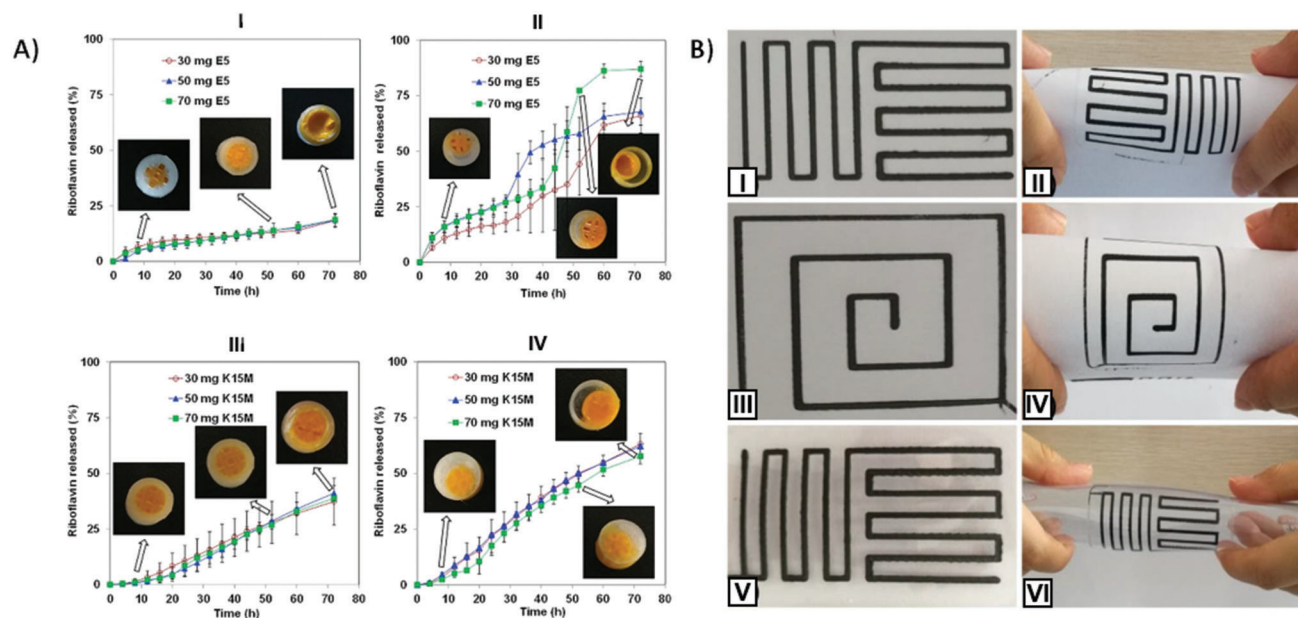 A)
I
Riboflavin released (%)
100
75
50
25
0
30 mg E5
50 mg E5
70 mg E5
0 10 20 30 40 50 60 70 80
Time (h)
II
Riboflavin released (%)
100
75
50
25
0
30 mg E5
50 mg E5
70 mg E5
0 10 20 30 40 50 60 70 80
Time (h)
III
Riboflavin released (%)
100
75
50
25
0
30 mg K15M
50 mg K15M
70 mg K15M
0 10 20 30 40 50 60 70 80
Time (h)
IV
Riboflavin released (%)
100
75
50
25
0
30 mg K15M
50 mg K15M
70 mg K15M
0 10 20 30 40 50 60 70 80
Time (h)
B)
I
II
III
IV
V
VI